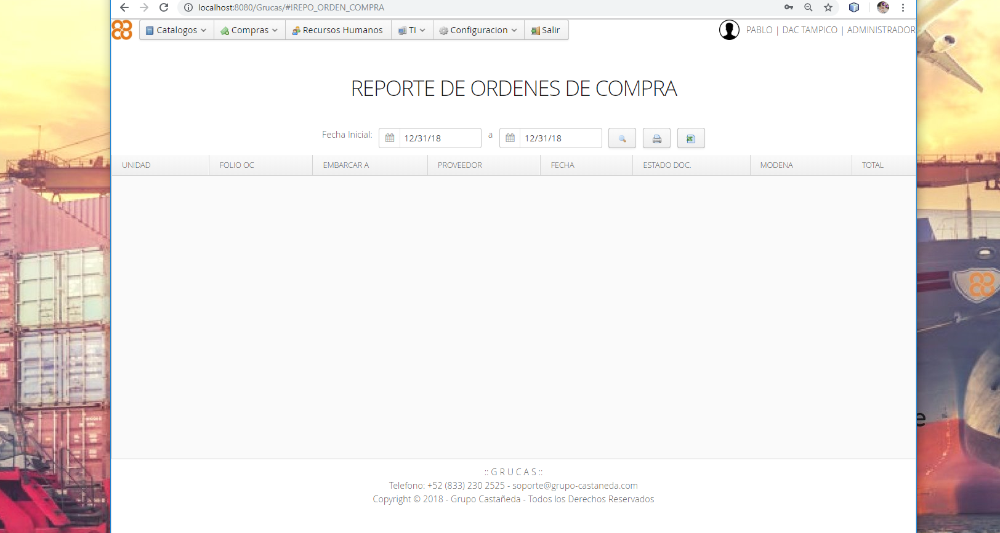 localhost:8080/Grucas/#!REPO_ORDEN_COMPRA
Catalogos Compras Recursos Humanos TI Configuracion Salir PABLO | DAC TAMPICO | ADMINISTRADOR
REPORTE DE ORDENES DE COMPRA
Fecha Inicial: 12/31/18 a 12/31/18
UNIDAD FOLIO OC EMBARCAR A PROVEEDOR FECHA ESTADO DOC. MODENA TOTAL
e
:: G R U C A S ::
Telefono: +52 (833) 230 2525 - soporte@grupo-castaneda.com
Copyright © 2018 - Grupo Castañeda - Todos los Derechos Reservados